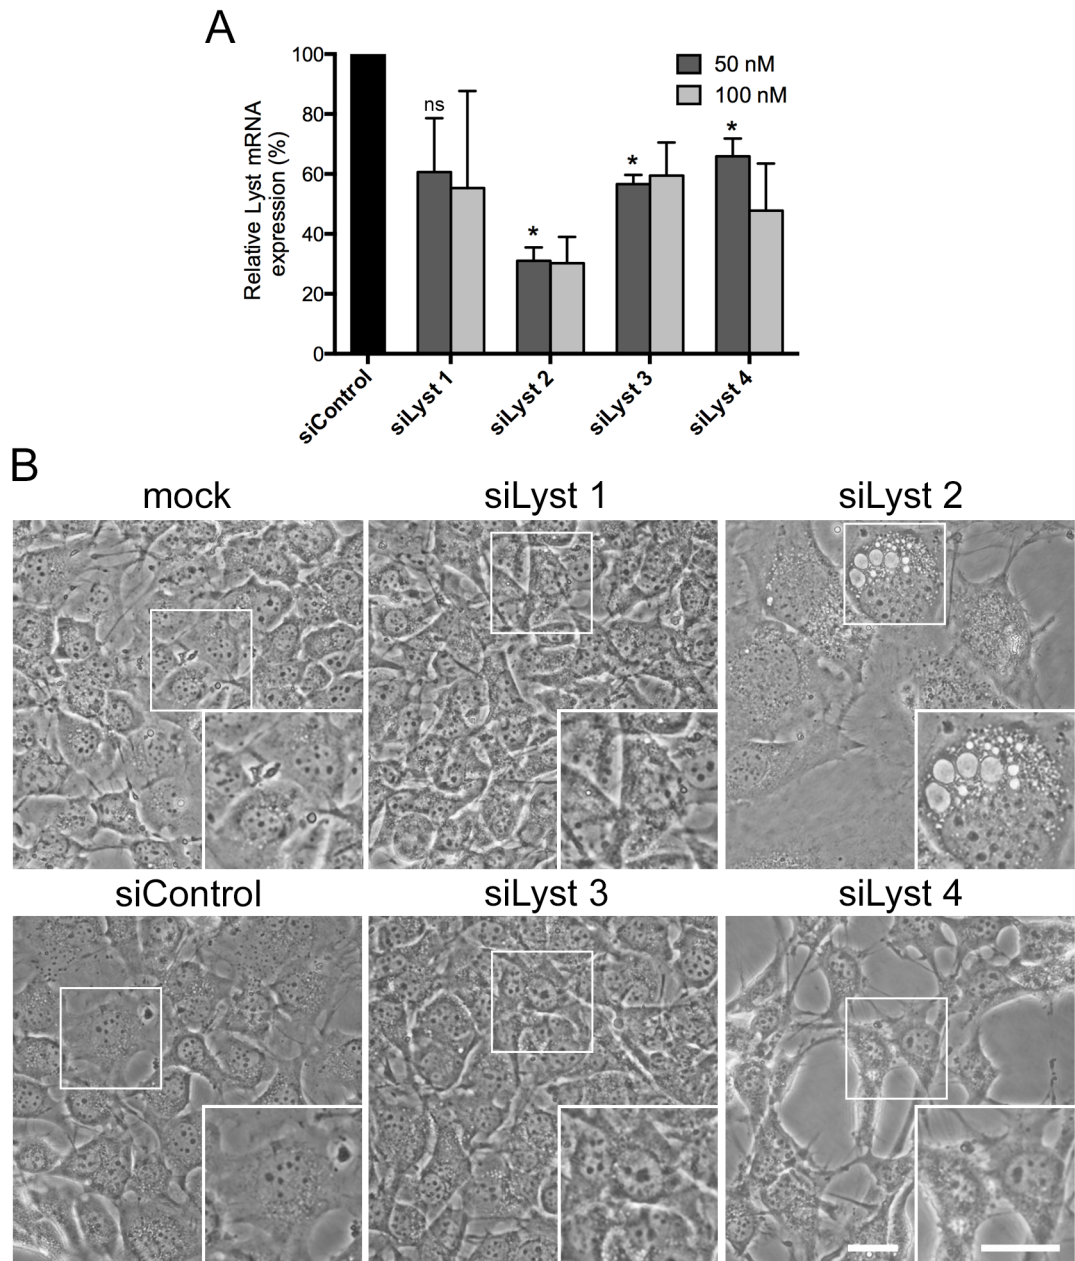 A
Relative Lyst mRNA
expression (%)
100
80
60
40
20
0
50 nM
100 nM
ns
*
*
*
siControl
siLyst 1
siLyst 2
siLyst 3
siLyst 4
B
mock
siLyst 1
siLyst 2
siControl
siLyst 3
siLyst 4